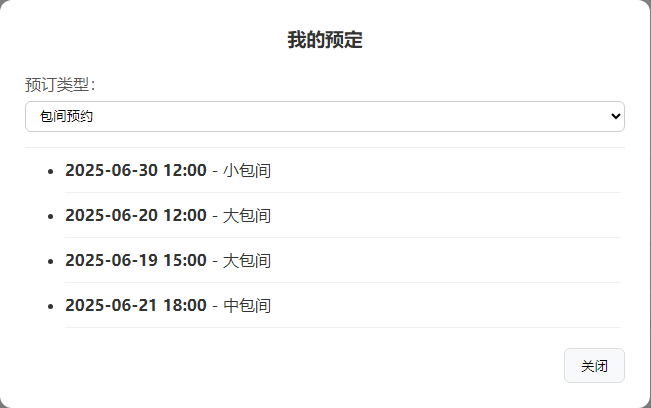 我的预定
预订类型：
包间预约
2025-06-30 12:00 - 小包间
2025-06-20 12:00 - 大包间
2025-06-19 15:00 - 大包间
2025-06-21 18:00 - 中包间
关闭